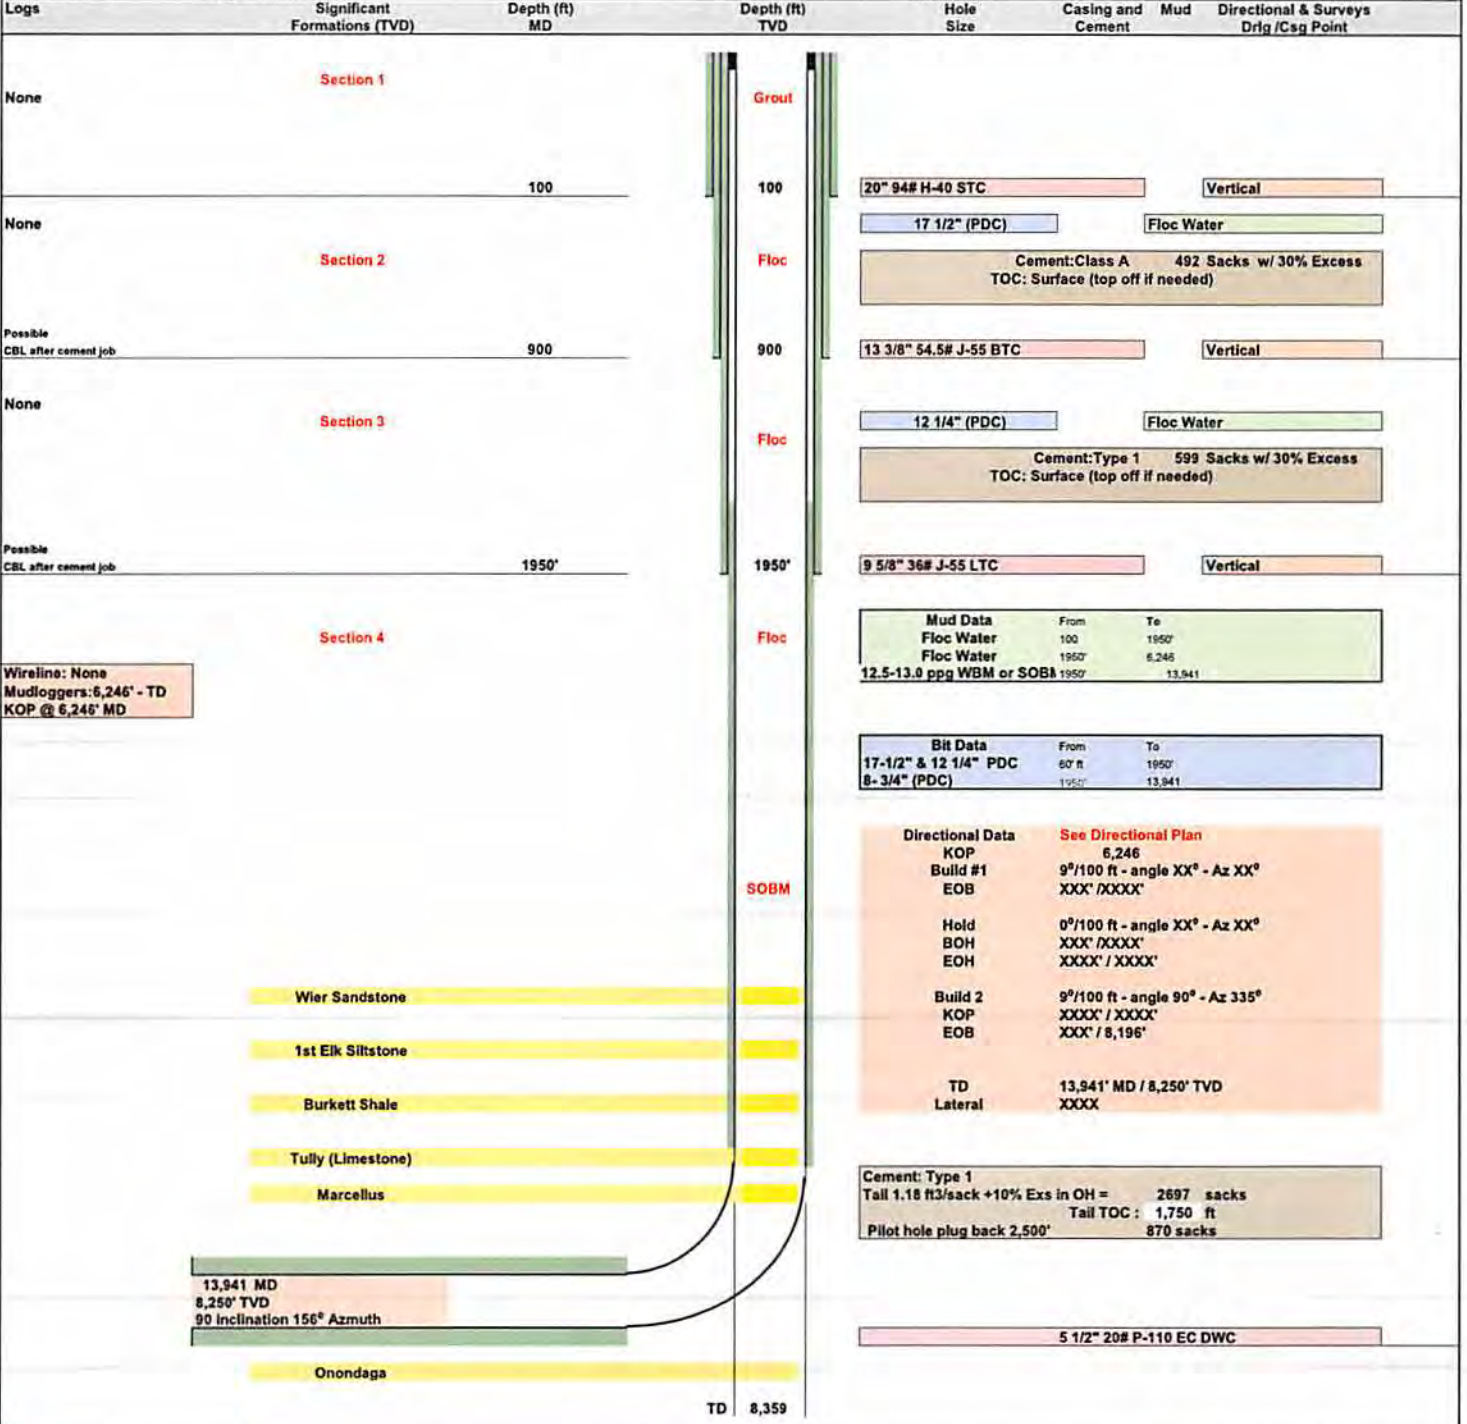 Logs Significant Depth (ft) Depth (ft) Hole Casing and Mud Directional & Surveys
Formations (TVD) MD TVD Size Cement Drlg /Csg Point
Section 1
None Grout
100 100 20" 94# H-40 STC Vertical
None 17 1/2" (PDC) Floc Water
Section 2 Floc Cement:Class A 492 Sacks w/ 30% Excess
TOC: Surface (top off if needed)
Possible
CBL after cement job 900 900 13 3/8" 54.5# J-55 BTC Vertical
None
Section 3 12 1/4" (PDC) Floc Water
Floc
Cement:Type 1 599 Sacks w/ 30% Excess
TOC: Surface (top off if needed)
Possible
CBL after cement job 1950' 1950' 9 5/8" 36# J-55 LTC Vertical
Mud Data From To
Section 4 Floc Floc Water 100 1950'
Floc Water 1950' 6,246
12.5-13.0 ppg WBM or SOBM 1950' 13,941
Wireline: None
Mudloggers:6,246' - TD
KOP @ 6,246' MD
Bit Data From To
17-1/2" & 12 1/4" PDC 60' ft 1950'
8- 3/4" (PDC) 1950' 13,941
Directional Data See Directional Plan
KOP 6,246
Build #1 9⁰/100 ft - angle XX⁰ - Az XX⁰
SOBM EOB XXX' /XXXX'
Hold 0⁰/100 ft - angle XX⁰ - Az XX⁰
BOH XXX' /XXXX'
EOH XXXX' / XXXX'
Wier Sandstone Build 2 9⁰/100 ft - angle 90⁰ - Az 335⁰
KOP XXXX' / XXXX'
EOB XXX' / 8,196'
1st Elk Siltstone
TD 13,941' MD / 8,250' TVD
Burkett Shale Lateral XXXX
Tully (Limestone)
Cement: Type 1
Marcellus Tail 1.18 ft3/sack +10% Exs in OH = 2697 sacks
Tail TOC : 1,750 ft
Pilot hole plug back 2,500' 870 sacks
13,941 MD
8,250' TVD
90 Inclination 156⁰ Azmuth
5 1/2" 20# P-110 EC DWC
Onondaga
TD 8,359